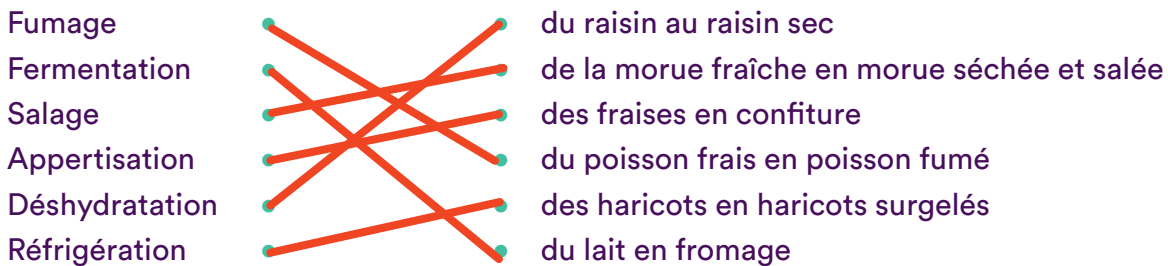 Fumage du raisin au raisin sec
Fermentation de la morue fraîche en morue séchée et salée
Salage des fraises en confiture
Appertisation du poisson frais en poisson fumé
Déshydratation des haricots en haricots surgelés
Réfrigération du lait en fromage